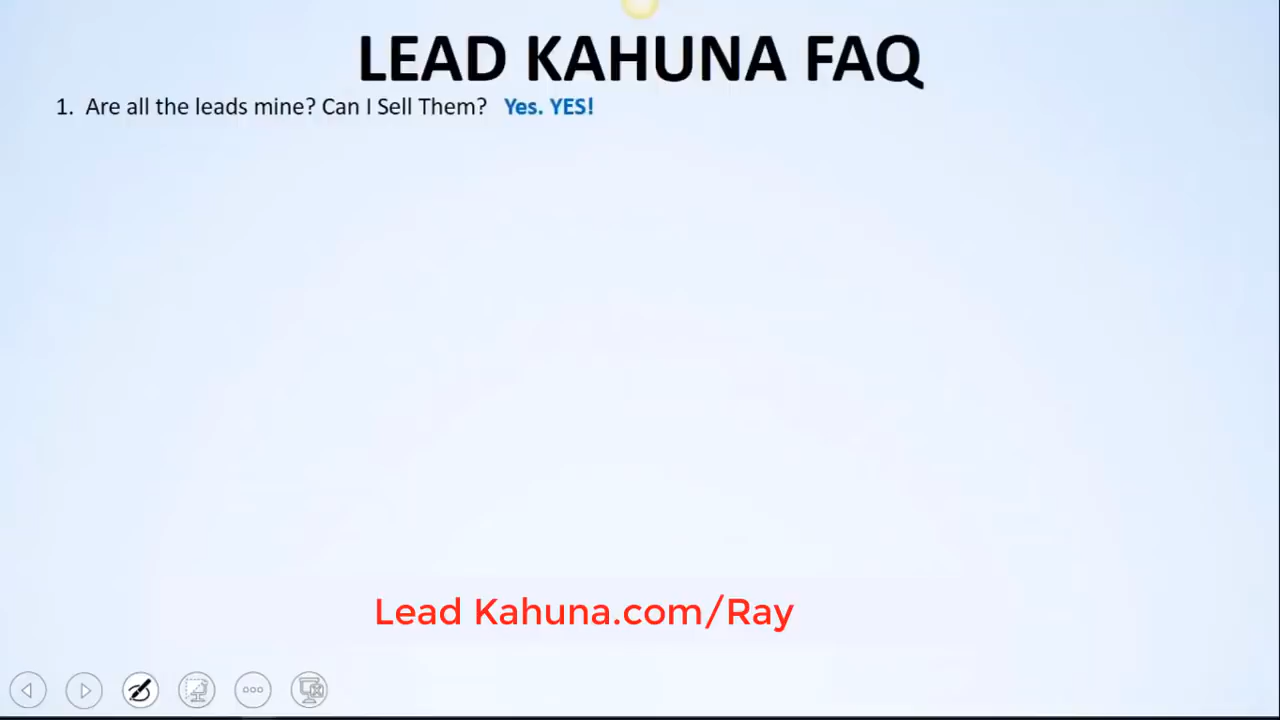 LEAD KAHUNA FAQ
1. Are all the leads mine? Can I Sell Them? Yes. YES!
Lead Kahuna.com/Ray